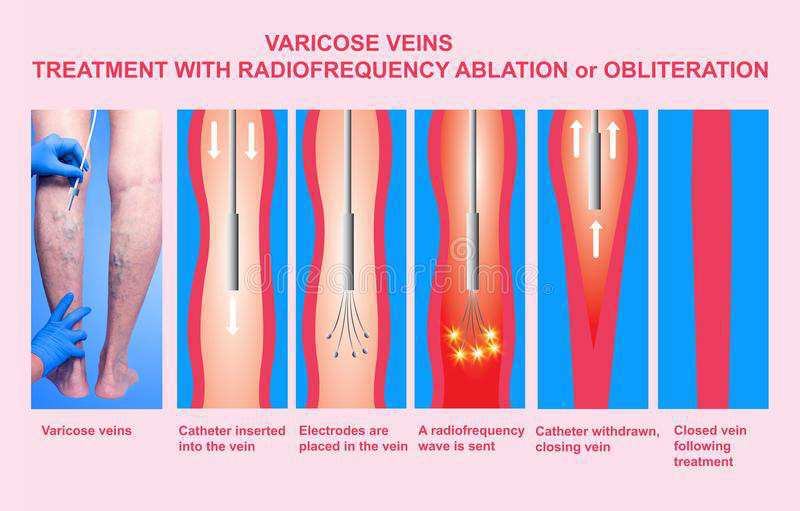 VARICOSE VEINS
TREATMENT WITH RADIOFREQUENCY ABLATION or OBLITERATION
dreamstime.
Varicose veins
Catheter inserted
into the vein
Electrodes are
placed in the vein
A radiofrequency
wave is sent
Catheter withdrawn,
closing vein
Closed vein
following
treatment